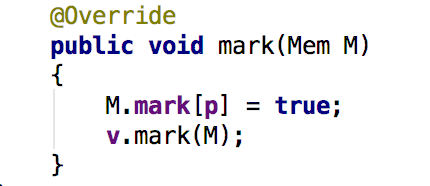 @Override
public void mark(Mem M)
{
    M.mark[p] = true;
    v.mark(M);
}